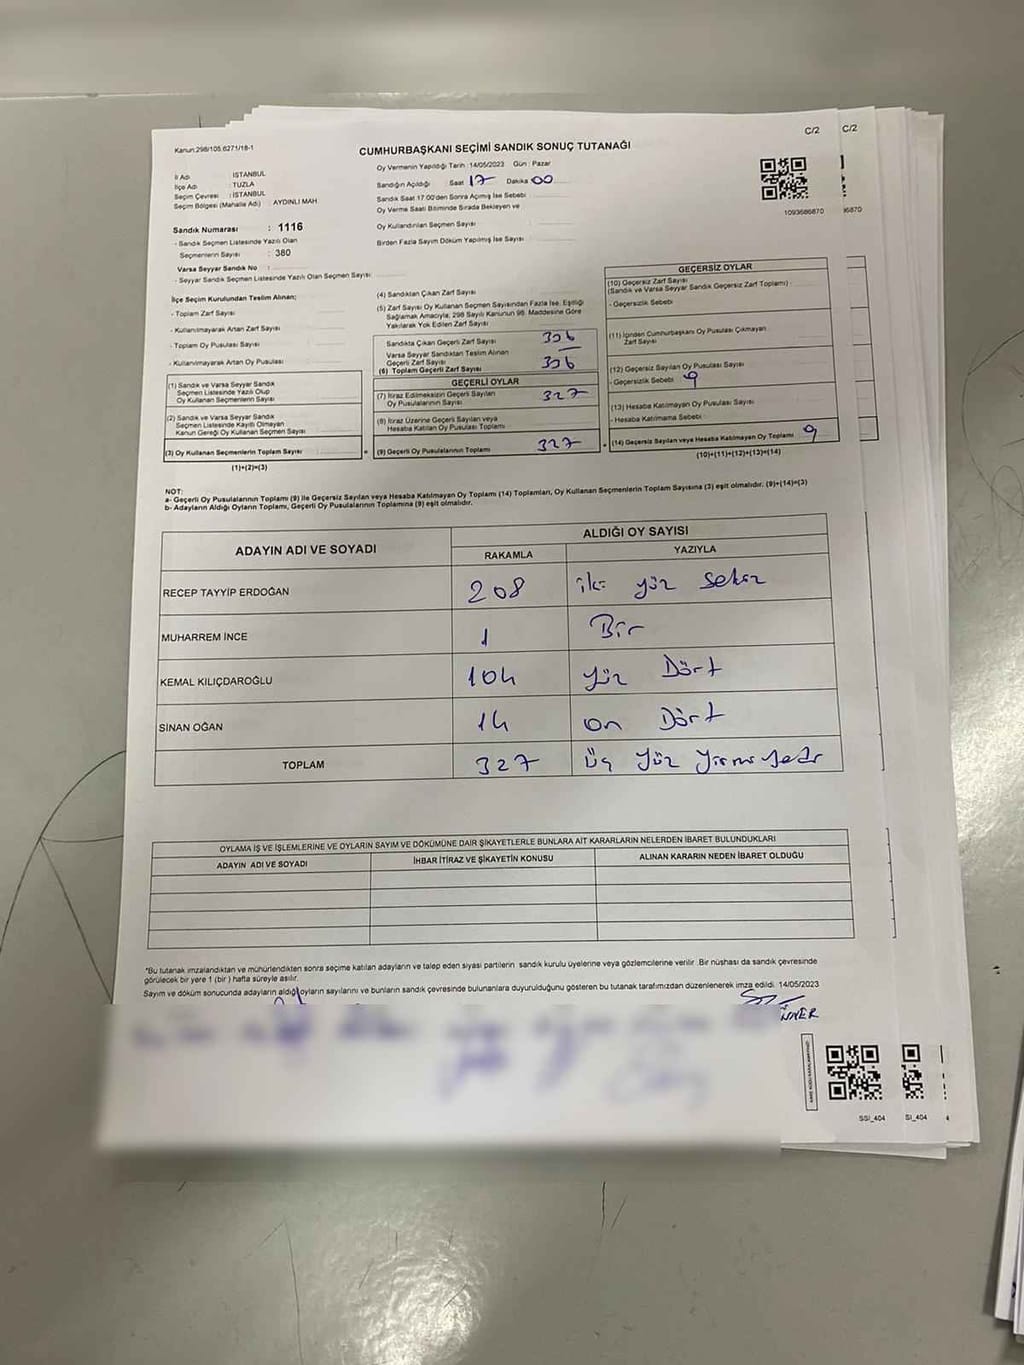 C/2
C/2
Kanun:298/105.6271/18-1
CUMHURBAŞKANI SEÇİMİ SANDIK SONUÇ TUTANAĞI
İl Adı : İSTANBUL
İlçe Adı : TUZLA
Seçim Çevresi : İSTANBUL
Seçim Bölgesi (Mahalle Adı) : AYDINLI MAH
Oy Vermenin Yapıldığı Tarih :14/05/2023 Gün : Pazar
Sandığın Açıldığı Saat 17 Dakika 00
Sandık Saat 17:00'den Sonra Açmış İse Sebebi
Oy Verme Saati Bitiminde Sırada Bekleyen ve
Oy Kullandırılan Seçmen Sayısı
Birden Fazla Sayım Döküm Yapılmış İse Sayısı
1093686870
Sandık Numarası : 1116
- Sandık Seçmen Listesinde Yazılı Olan
Seçmenlerin Sayısı : 380
Varsa Seyyar Sandık No :
- Seyyar Sandık Seçmen Listesinde Yazılı Olan Seçmen Sayısı:
İlçe Seçim Kurulundan Teslim Alınan;
- Toplam Zarf Sayısı
- Kullanılmayarak Artan Zarf Sayısı
- Toplam Oy Pusulası Sayısı
- Kullanılmayarak Artan Oy Pusulası
(1) Sandık ve Varsa Seyyar Sandık
Seçmen Listesinde Yazılı Olup
Oy Kullanan Seçmenlerin Sayısı
(2) Sandık ve Varsa Seyyar Sandık
Seçmen Listesinde Kayıtlı Olmayan
Kanun Gereği Oy Kullanan Seçmen Sayısı
(3) Oy Kullanan Seçmenlerin Toplam Sayısı
(1)+(2)=(3)
(4) Sandıktan Çıkan Zarf Sayısı
(5) Zarf Sayısı Oy Kullanan Seçmen Sayısından Fazla İse, Eşitliği
Sağlamak Amacıyla; 298 Sayılı Kanunun 98. Maddesine Göre
Yakılarak Yok Edilen Zarf Sayısı
Sandıkta Çıkan Geçerli Zarf Sayısı 336
Varsa Seyyar Sandıktan Teslim Alınan
Geçerli Zarf Sayısı
(6) Toplam Geçerli Zarf Sayısı 336
GEÇERLİ OYLAR
(7) İtiraz Edilmeksizin Geçerli Sayılan
Oy Pusulalarının Sayısı 327
(8) İtiraz Üzerine Geçerli Sayılan veya
Hesaba Katılan Oy Pusulası Toplamı
(9) Geçerli Oy Pusulalarının Toplamı 327
GEÇERSİZ OYLAR
(10) Geçersiz Zarf Sayısı
(Sandık ve Varsa Seyyar Sandık Geçersiz Zarf Toplamı)
- Geçersizlik Sebebi
(11) İçinden Cumhurbaşkanı Oy Pusulası Çıkmayan
Zarf Sayısı
(12) Geçersiz Sayılan Oy Pusulası Sayısı
- Geçersizlik Sebebi 9
(13) Hesaba Katılmayan Oy Pusulası Sayısı
- Hesaba Katılmama Sebebi
(14) Geçersiz Sayılan veya Hesaba Katılmayan Oy Toplamı 9
(10)+(11)+(12)+(13)=(14)
NOT:
a- Geçerli Oy Pusulalarının Toplamı (9) ile Geçersiz Sayılan veya Hesaba Katılmayan Oy Toplamı (14) Toplamları, Oy Kullanan Seçmenlerin Toplam Sayısına (3) eşit olmalıdır. (9)+(14)=(3)
b- Adayların Aldığı Oyların Toplamı, Geçerli Oy Pusulalarının Toplamına (9) eşit olmalıdır.
ADAYIN ADI VE SOYADI ALDIĞI OY SAYISI
RAKAMLA YAZIYLA
RECEP TAYYİP ERDOĞAN 208 iki yüz sekiz
MUHARREM İNCE 1 Bir
KEMAL KILIÇDAROĞLU 104 yüz Dört
SİNAN OĞAN 14 on Dört
TOPLAM 327 üç yüz yirmi yedi
OYLAMA İŞ VE İŞLEMLERİNE VE OYLARIN SAYIM VE DÖKÜMÜNE DAİR ŞİKAYETLERLE BUNLARA AİT KARARLARIN NELERDEN İBARET BULUNDUKLARI
ADAYIN ADI VE SOYADI İHBAR İTİRAZ VE ŞİKAYETİN KONUSU ALINAN KARARIN NEDEN İBARET OLDUĞU
*Bu tutanak imzalandıktan ve mühürlendikten sonra seçime katılan adayların ve talep eden siyasi partilerin sandık kurulu üyelerine veya gözlemcilerine verilir .Bir nüshası da sandık çevresinde
görülecek bir yere 1 (bir ) hafta süreyle asılır.
Sayım ve döküm sonucunda adayların aldığı oyların sayılarını ve bunların sandık çevresinde bulunanlara duyurulduğunu gösteren bu tutanak tarafımızdan düzenlenerek imza edildi. 14/05/2023
SSI_404
SI_404